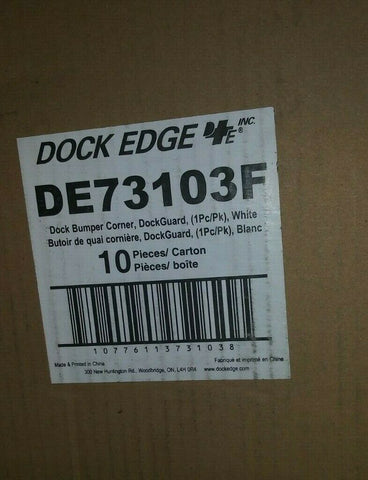 DOCK EDGE DE INC.®
DE73103F
Dock Bumper Corner, DockGuard, (1Pc/Pk), White
Butoir de quai cornière, DockGuard, (1Pc/Pk), Blanc
10 Pieces/ Carton
Pièces/ boîte
10776113731038
Made & Printed in China
Fabriqué et imprimé en Chine
300 New Huntington Rd., Woodbridge, ON, L4H 0R4 www.dockedge.com